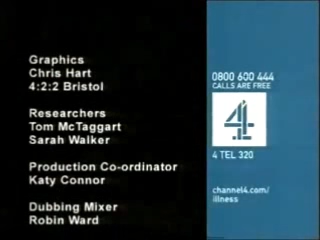 Graphics
Chris Hart
4:2:2 Bristol
Researchers
Tom McTaggart
Sarah Walker
Production Co-ordinator
Katy Connor
Dubbing Mixer
Robin Ward
0800 600 444
CALLS ARE FREE
4
4 TEL 320
channel4.com/
illness